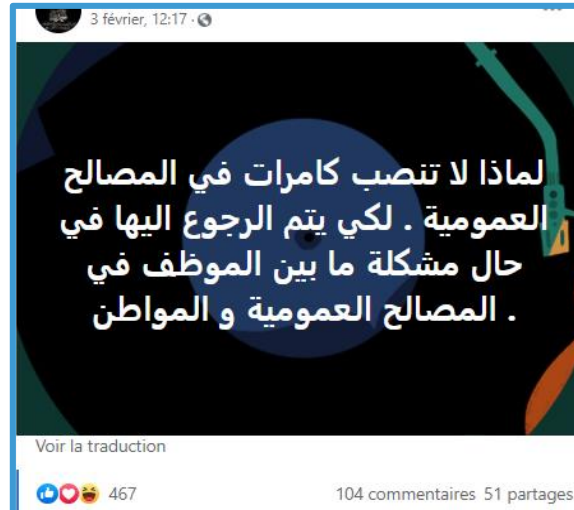 3 février, 12:17
لماذا لا تنصب كامرات في المصالح
العمومية . لكي يتم الرجوع اليها في
حال مشكلة ما بين الموظف في
المصالح العمومية و المواطن .
Voir la traduction
467
104 commentaires 51 partages